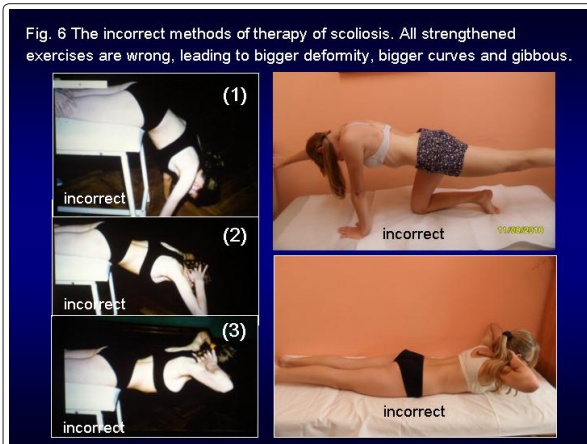 Fig. 6 The incorrect methods of therapy of scoliosis. All strengthened
exercises are wrong, leading to bigger deformity, bigger curves and gibbous.
(1)
incorrect
(2)
incorrect
(3)
incorrect
incorrect
incorrect